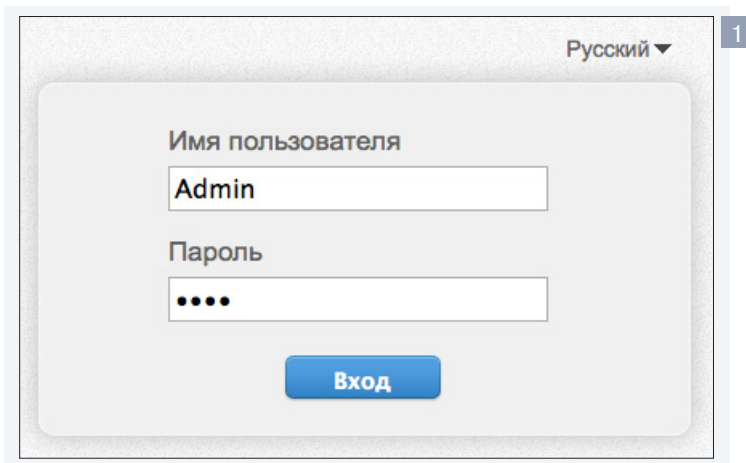 1
Русский
Имя пользователя
Admin
Пароль
••••
Вход